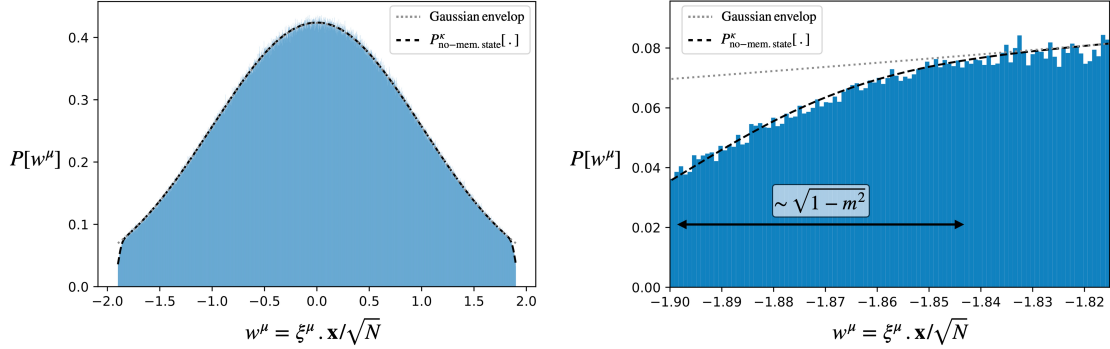 Gaussian envelop
P^κ_no−mem. state[.]
0.4
0.3
0.2
0.1
0.0
P[w^μ]
−2.0 −1.5 −1.0 −0.5 0.0 0.5 1.0 1.5 2.0
w^μ = ξ^μ . x/√N
Gaussian envelop
P^κ_no−mem. state[.]
0.08
0.06
0.04
0.02
0.00
P[w^μ]
∼ √1 − m²
−1.90 −1.89 −1.88 −1.87 −1.86 −1.85 −1.84 −1.83 −1.82
w^μ = ξ^μ . x/√N